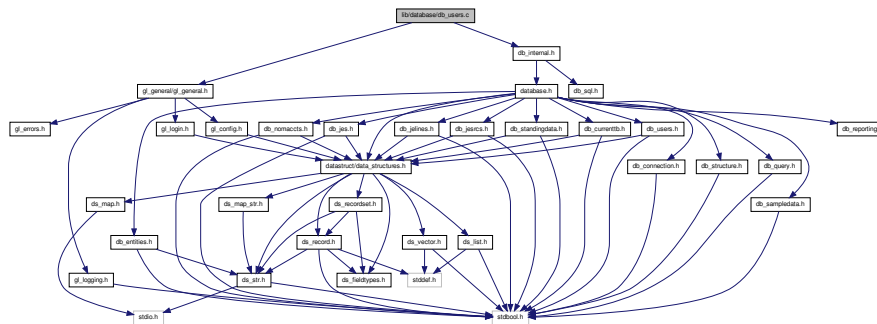 lib/database/db_users.c
db_internal.h
gl_general/gl_general.h
database.h
db_sql.h
gl_errors.h
gl_login.h
gl_config.h
db_nomaccts.h
db_jes.h
db_jelines.h
db_jesrcs.h
db_standingdata.h
db_currenttb.h
db_users.h
db_reporting
datastruct/data_structures.h
db_connection.h
db_structure.h
db_query.h
ds_map.h
ds_map_str.h
ds_recordset.h
db_sampledata.h
db_entities.h
ds_record.h
ds_vector.h
ds_list.h
gl_logging.h
ds_str.h
ds_fieldtypes.h
stddef.h
stdio.h
stdbool.h